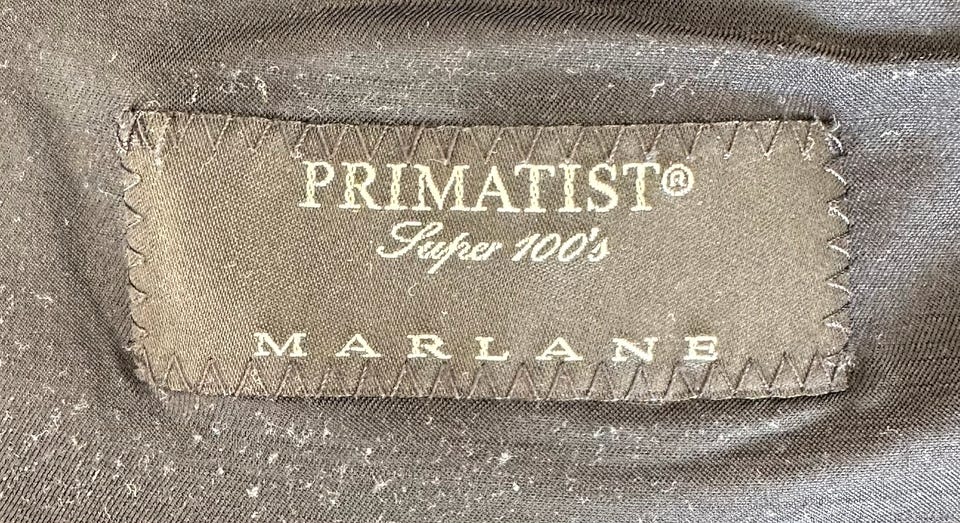 PRIMATIST®
Super 100's
MARLANE